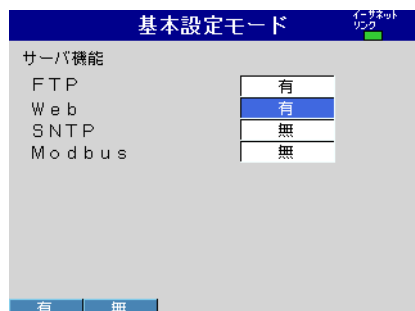 基本設定モード
イーサネット
リンク
サーバ機能
ＦＴＰ 有
Ｗｅｂ 有
ＳＮＴＰ 無
Ｍｏｄｂｕｓ 無
有 無